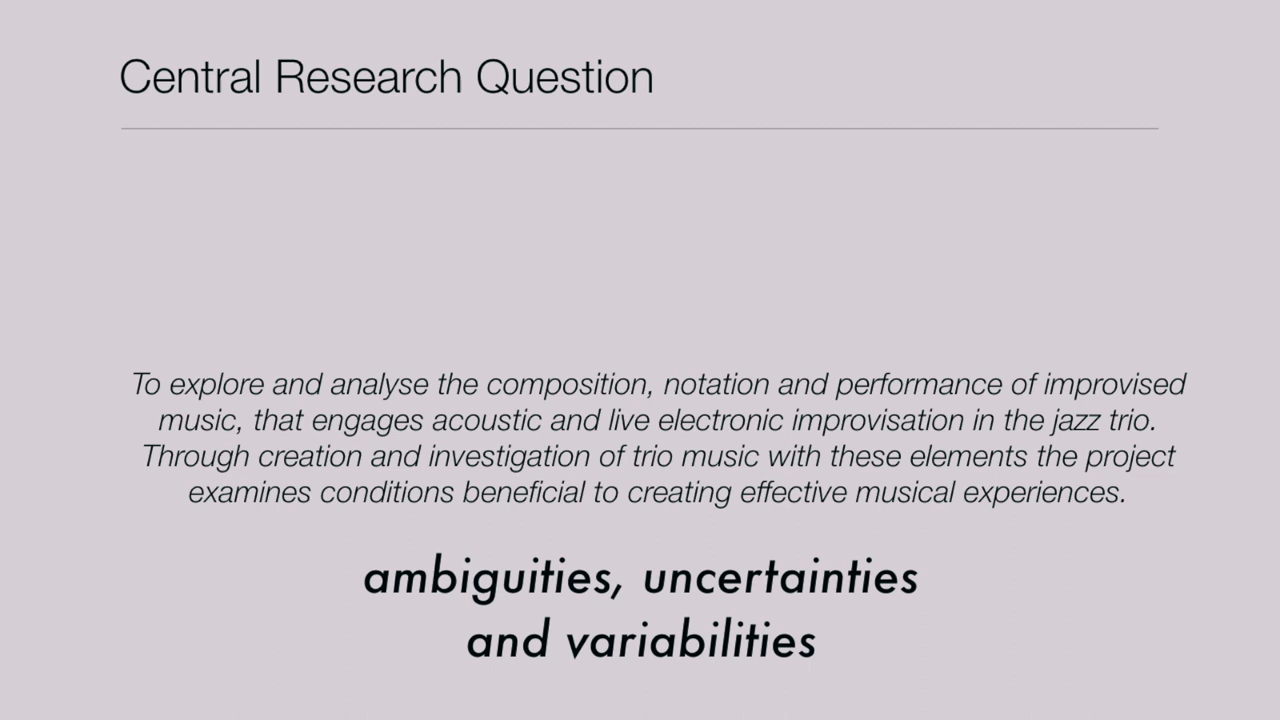 Central Research Question
To explore and analyse the composition, notation and performance of improvised
music, that engages acoustic and live electronic improvisation in the jazz trio.
Through creation and investigation of trio music with these elements the project
examines conditions beneficial to creating effective musical experiences.
ambiguities, uncertainties
and variabilities